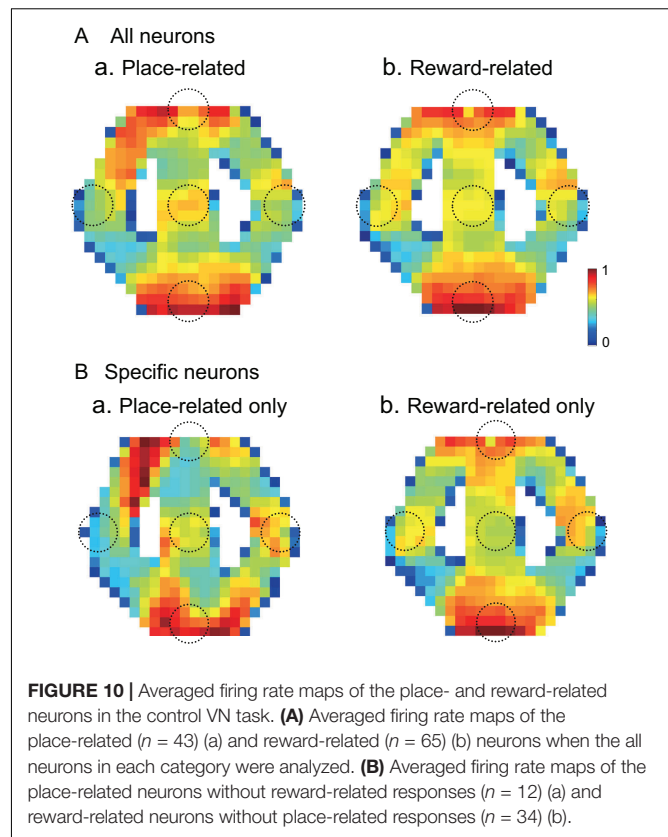 A All neurons
a. Place-related
b. Reward-related
1
0
B Specific neurons
a. Place-related only
b. Reward-related only
FIGURE 10 | Averaged firing rate maps of the place- and reward-related
neurons in the control VN task. (A) Averaged firing rate maps of the
place-related (n = 43) (a) and reward-related (n = 65) (b) neurons when the all
neurons in each category were analyzed. (B) Averaged firing rate maps of the
place-related neurons without reward-related responses (n = 12) (a) and
reward-related neurons without place-related responses (n = 34) (b).